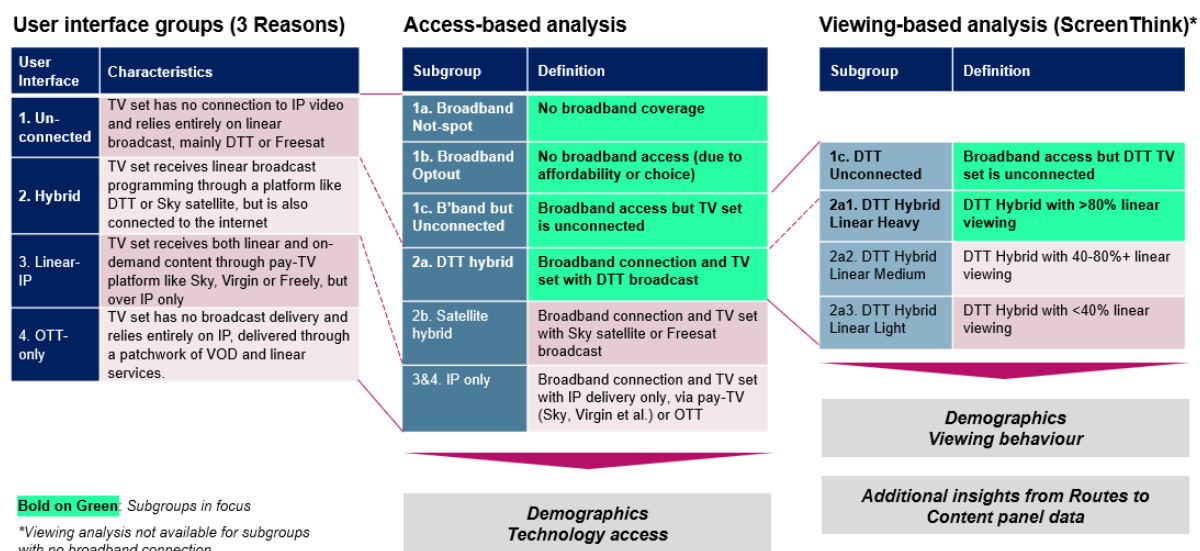 User interface groups (3 Reasons)
User
Interface
Characteristics
1. Un-
connected
TV set has no connection to IP video
and relies entirely on linear
broadcast, mainly DTT or Freesat
2. Hybrid
TV set receives linear broadcast
programming through a platform like
DTT or Sky satellite, but is also
connected to the internet
3. Linear-
IP
TV set receives both linear and on-
demand content through pay-TV
platform like Sky, Virgin or Freely, but
over IP only
4. OTT-
only
TV set has no broadcast delivery and
relies entirely on IP, delivered through
a patchwork of VOD and linear
services.
Bold on Green: Subgroups in focus
*Viewing analysis not available for subgroups
with no broadband connection
Access-based analysis
Subgroup
Definition
1a. Broadband
Not-spot
No broadband coverage
1b. Broadband
Optout
No broadband access (due to
affordability or choice)
1c. B'band but
Unconnected
Broadband access but TV set
is unconnected
2a. DTT hybrid
Broadband connection and TV
set with DTT broadcast
2b. Satellite
hybrid
Broadband connection and TV set
with Sky satellite or Freesat
broadcast
3&4. IP only
Broadband connection and TV set
with IP delivery only, via pay-TV
(Sky, Virgin et al.) or OTT
Demographics
Technology access
Viewing-based analysis (ScreenThink)*
Subgroup
Definition
1c. DTT
Unconnected
Broadband access but DTT TV
set is unconnected
2a1. DTT Hybrid
Linear Heavy
DTT Hybrid with >80% linear
viewing
2a2. DTT Hybrid
Linear Medium
DTT Hybrid with 40-80%+ linear
viewing
2a3. DTT Hybrid
Linear Light
DTT Hybrid with <40% linear
viewing
Demographics
Viewing behaviour
Additional insights from Routes to
Content panel data